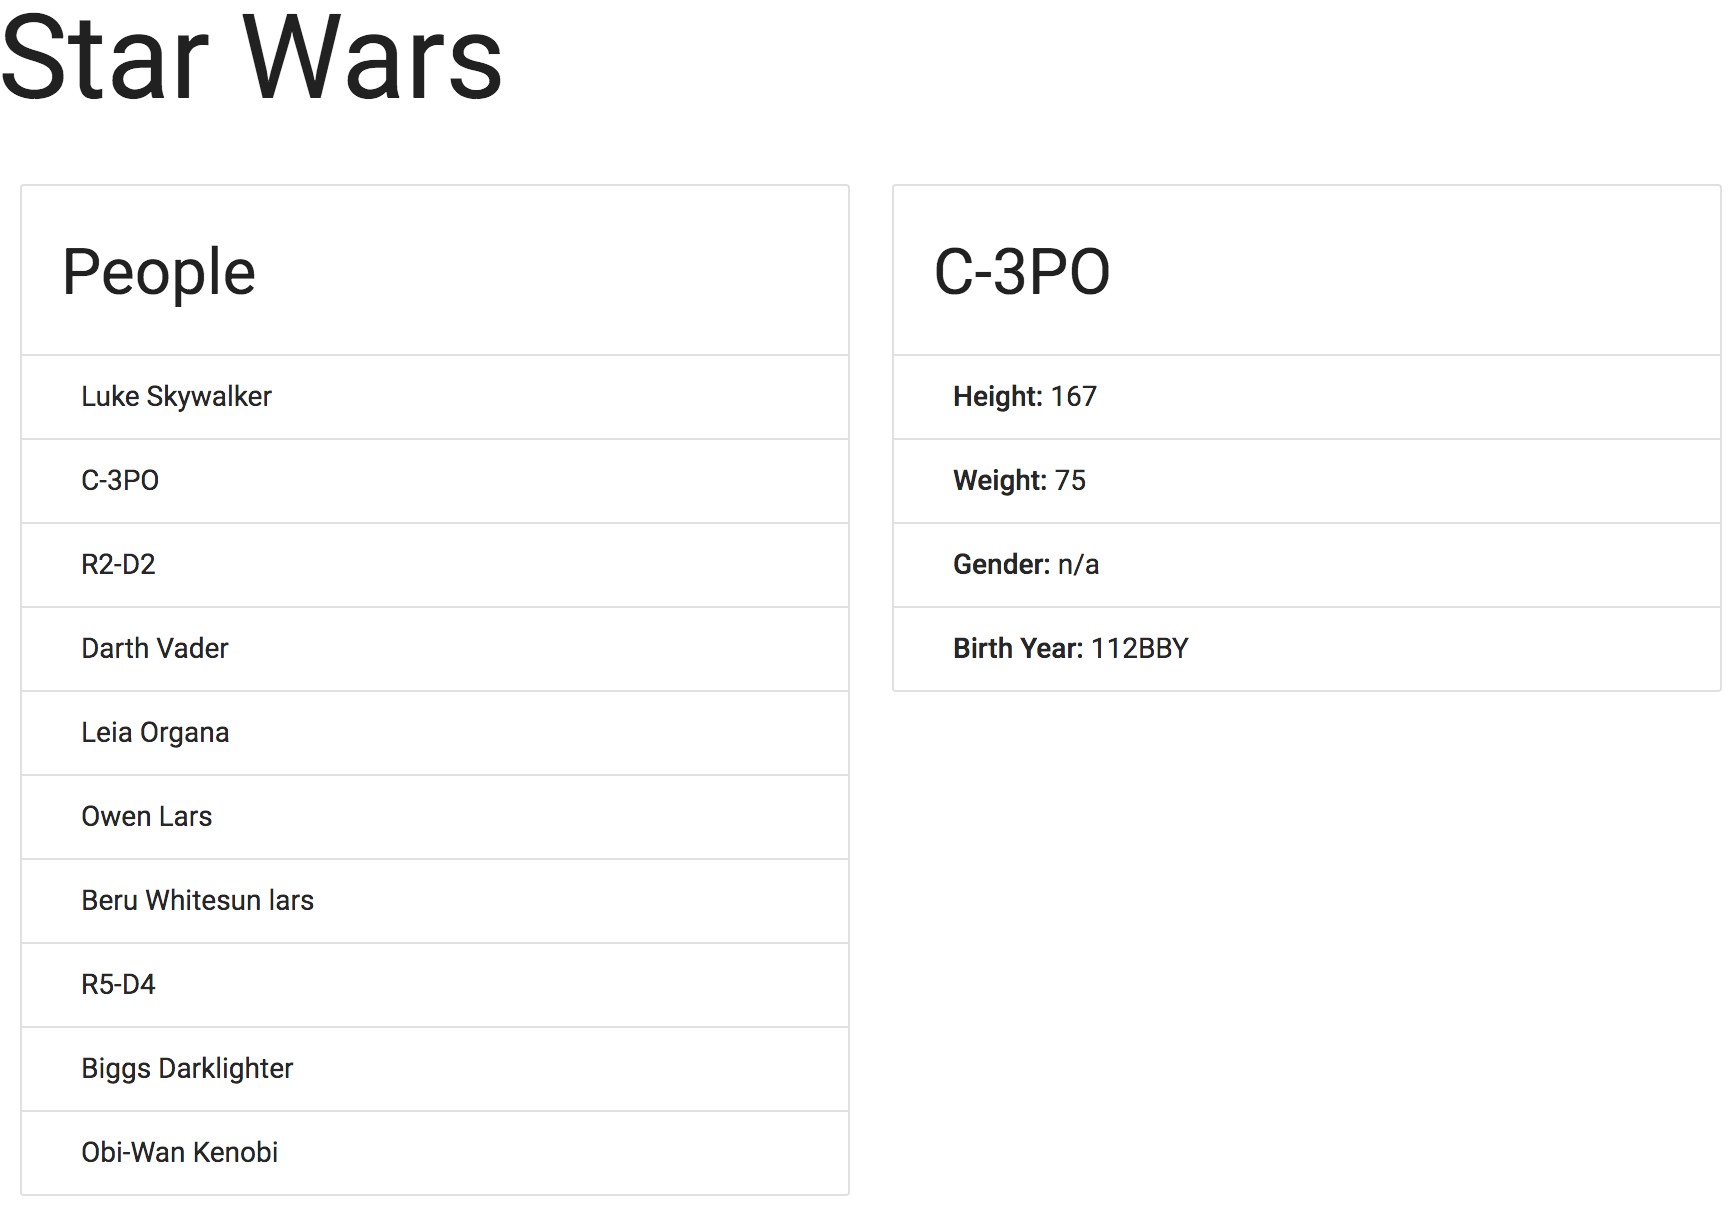 Star Wars
People
Luke Skywalker
C-3PO
R2-D2
Darth Vader
Leia Organa
Owen Lars
Beru Whitesun lars
R5-D4
Biggs Darklighter
Obi-Wan Kenobi
C-3PO
Height: 167
Weight: 75
Gender: n/a
Birth Year: 112BBY